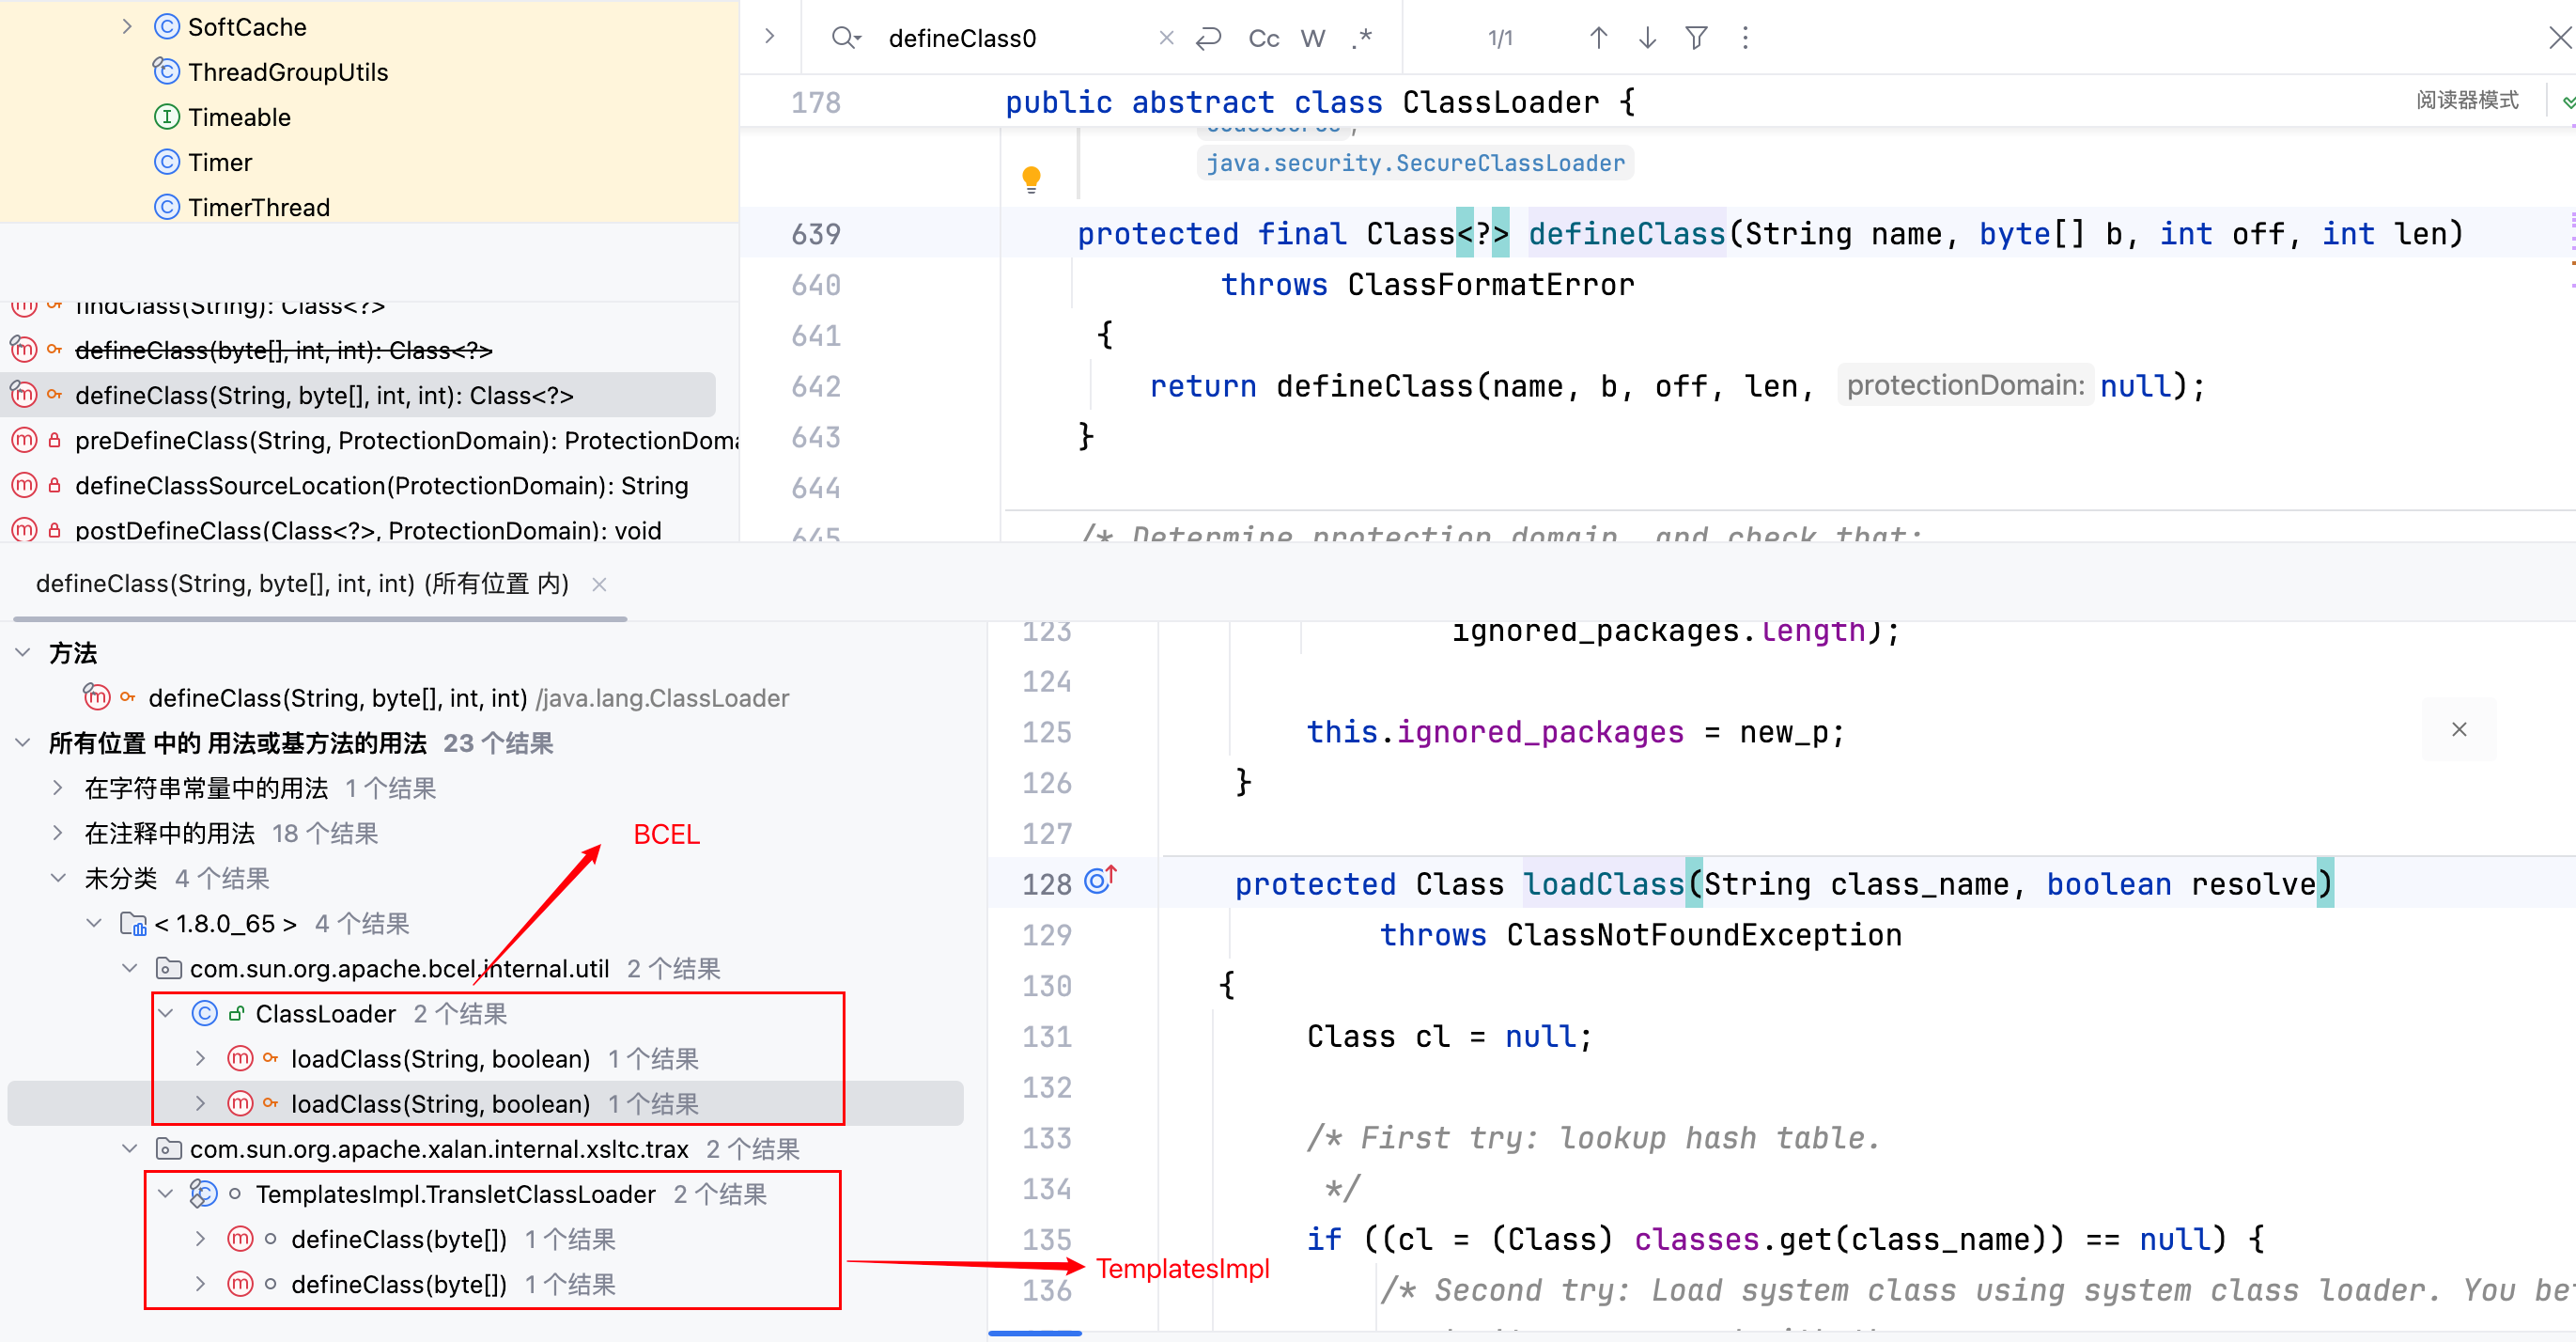 SoftCache
ThreadGroupUtils
Timeable
Timer
TimerThread
findClass(String): Class<?>
defineClass(byte[], int, int): Class<?>
defineClass(String, byte[], int, int): Class<?>
preDefineClass(String, ProtectionDomain): ProtectionDoma
defineClassSourceLocation(ProtectionDomain): String
postDefineClass(Class<?>, ProtectionDomain): void
defineClass0
Cc W .*
1/1
178 public abstract class ClassLoader {
阅读器模式
java.security.SecureClassLoader
639 protected final Class<?> defineClass(String name, byte[] b, int off, int len)
640 throws ClassFormatError
641 {
642 return defineClass(name, b, off, len, protectionDomain: null);
643 }
644
645 /* Determine protection domain, and check that:
defineClass(String, byte[], int, int) (所有位置 内)
方法
defineClass(String, byte[], int, int) /java.lang.ClassLoader
所有位置 中的 用法或基方法的用法 23 个结果
在字符串常量中的用法 1 个结果
在注释中的用法 18 个结果
未分类 4 个结果
< 1.8.0_65 > 4 个结果
com.sun.org.apache.bcel.internal.util 2 个结果
ClassLoader 2 个结果
loadClass(String, boolean) 1 个结果
loadClass(String, boolean) 1 个结果
com.sun.org.apache.xalan.internal.xsltc.trax 2 个结果
TemplatesImpl.TransletClassLoader 2 个结果
defineClass(byte[]) 1 个结果
defineClass(byte[]) 1 个结果
BCEL
TemplatesImpl
123 ignored_packages.length);
124
125 this.ignored_packages = new_p;
126 }
127
128 protected Class loadClass(String class_name, boolean resolve)
129 throws ClassNotFoundException
130 {
131 Class cl = null;
132
133 /* First try: lookup hash table.
134 */
135 if ((cl = (Class) classes.get(class_name)) == null) {
136 /* Second try: Load system class using system class loader. You be